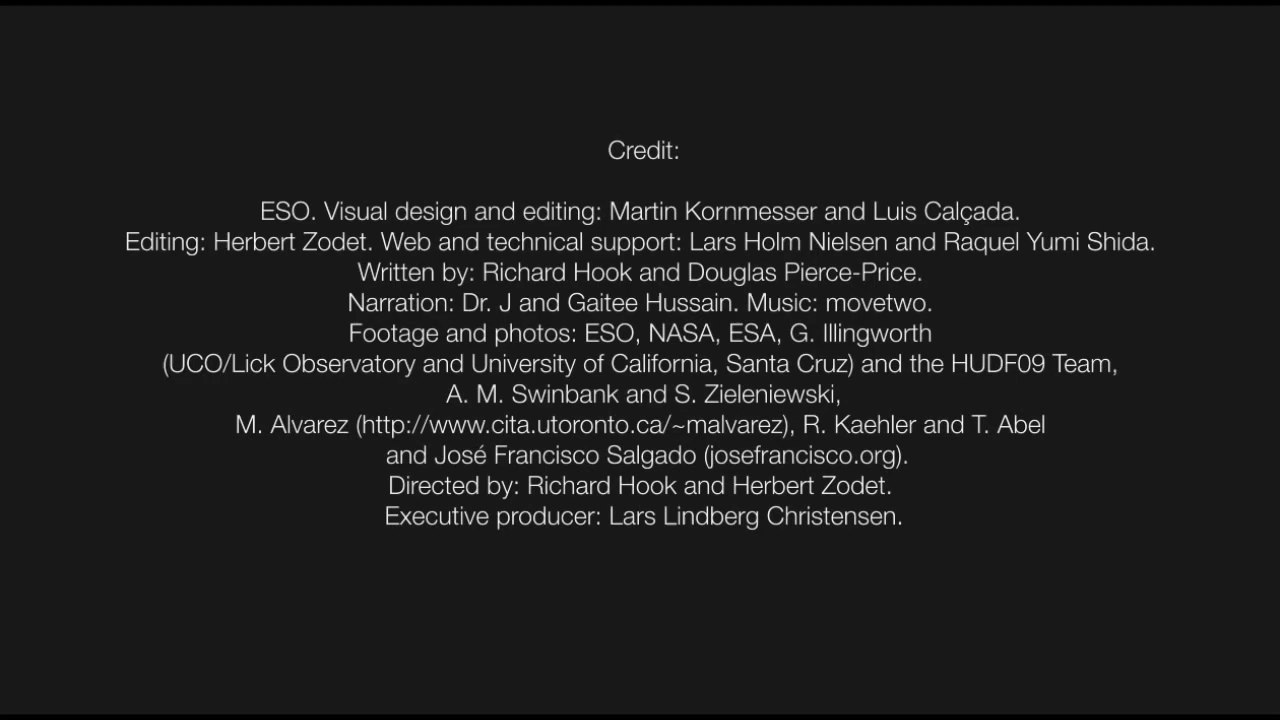 Credit:
ESO. Visual design and editing: Martin Kornmesser and Luis Calçada.
Editing: Herbert Zodet. Web and technical support: Lars Holm Nielsen and Raquel Yumi Shida.
Written by: Richard Hook and Douglas Pierce-Price.
Narration: Dr. J and Gaitee Hussain. Music: movetwo.
Footage and photos: ESO, NASA, ESA, G. Illingworth
(UCO/Lick Observatory and University of California, Santa Cruz) and the HUDF09 Team,
A. M. Swinbank and S. Zieleniewski,
M. Alvarez (http://www.cita.utoronto.ca/~malvarez), R. Kaehler and T. Abel
and José Francisco Salgado (josefrancisco.org).
Directed by: Richard Hook and Herbert Zodet.
Executive producer: Lars Lindberg Christensen.